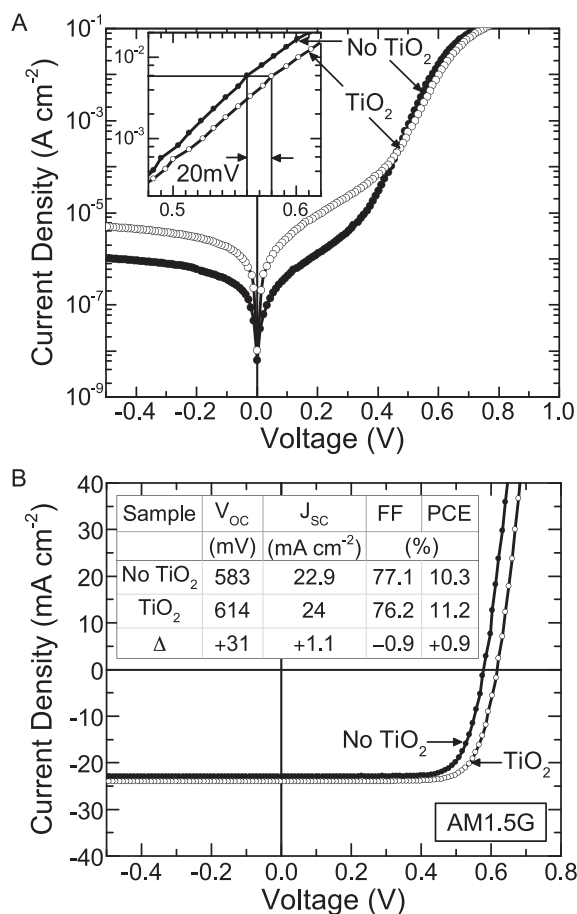 A
Current Density (A cm⁻²)
10⁻¹
10⁻³
10⁻⁵
10⁻⁷
10⁻⁹
10⁻²
10⁻³
20mV
0.5 0.6
No TiO₂
TiO₂
-0.4 -0.2 0.0 0.2 0.4 0.6 0.8 1.0
Voltage (V)
B
Current Density (mA cm⁻²)
40
30
20
10
0
-10
-20
-30
-40
Sample V_OC J_SC FF PCE
(mV) (mA cm⁻²) (%)
No TiO₂ 583 22.9 77.1 10.3
TiO₂ 614 24 76.2 11.2
Δ +31 +1.1 −0.9 +0.9
No TiO₂
TiO₂
AM1.5G
-0.4 -0.2 0.0 0.2 0.4 0.6 0.8
Voltage (V)